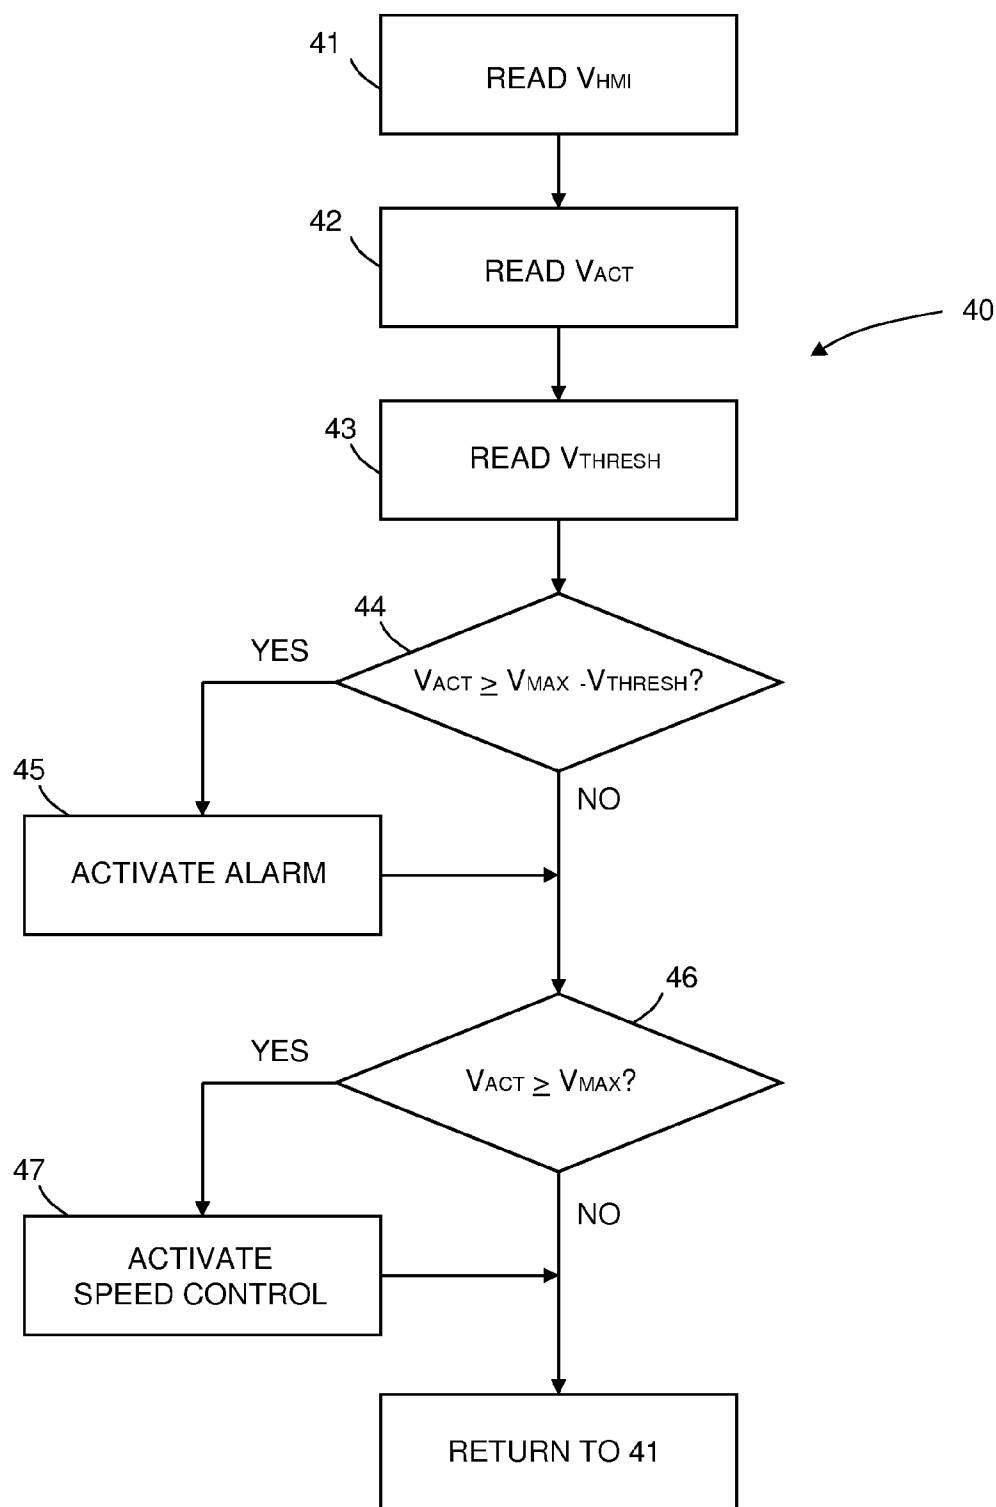 41
READ VHMI
42
READ VACT
40
43
READ VTHRESH
44
YES
VACT ≥ VMAX -VTHRESH?
45
NO
ACTIVATE ALARM
46
YES
VACT ≥ VMAX?
47
NO
ACTIVATE
SPEED CONTROL
RETURN TO 41